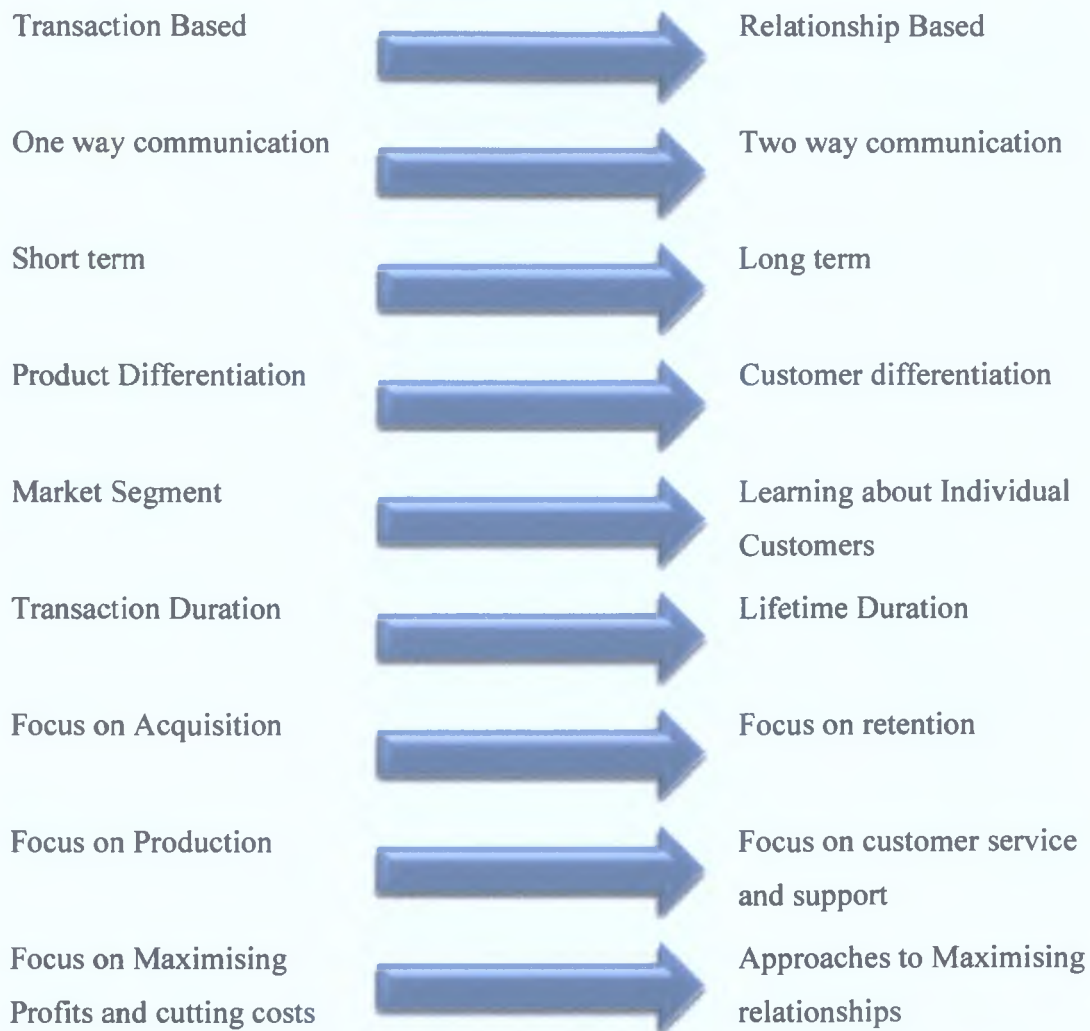 Transaction Based
Relationship Based
One way communication
Two way communication
Short term
Long term
Product Differentiation
Customer differentiation
Market Segment
Learning about Individual
Customers
Transaction Duration
Lifetime Duration
Focus on Acquisition
Focus on retention
Focus on Production
Focus on customer service
and support
Focus on Maximising
Profits and cutting costs
Approaches to Maximising
relationships